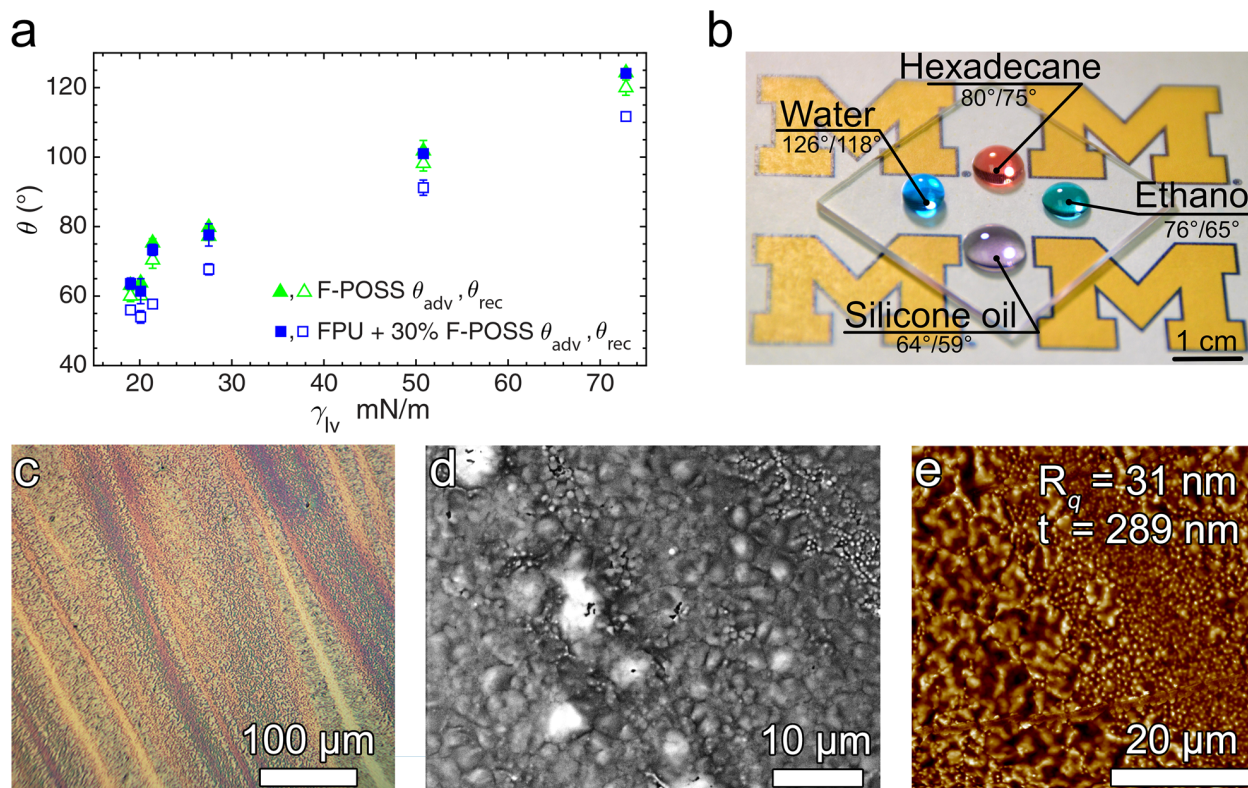 a
θ (°)
120
100
80
60
40
20
30
40
50
60
70
γlv mN/m
▲,△ F-POSS θadv,θrec
■,□ FPU + 30% F-POSS θadv,θrec
b
Hexadecane
80°/75°
Water
126°/118°
Ethano
76°/65°
Silicone oil
64°/59°
1 cm
M
M
M
M
®
®
c
100 µm
d
10 µm
e
Rq = 31 nm
t = 289 nm
20 µm